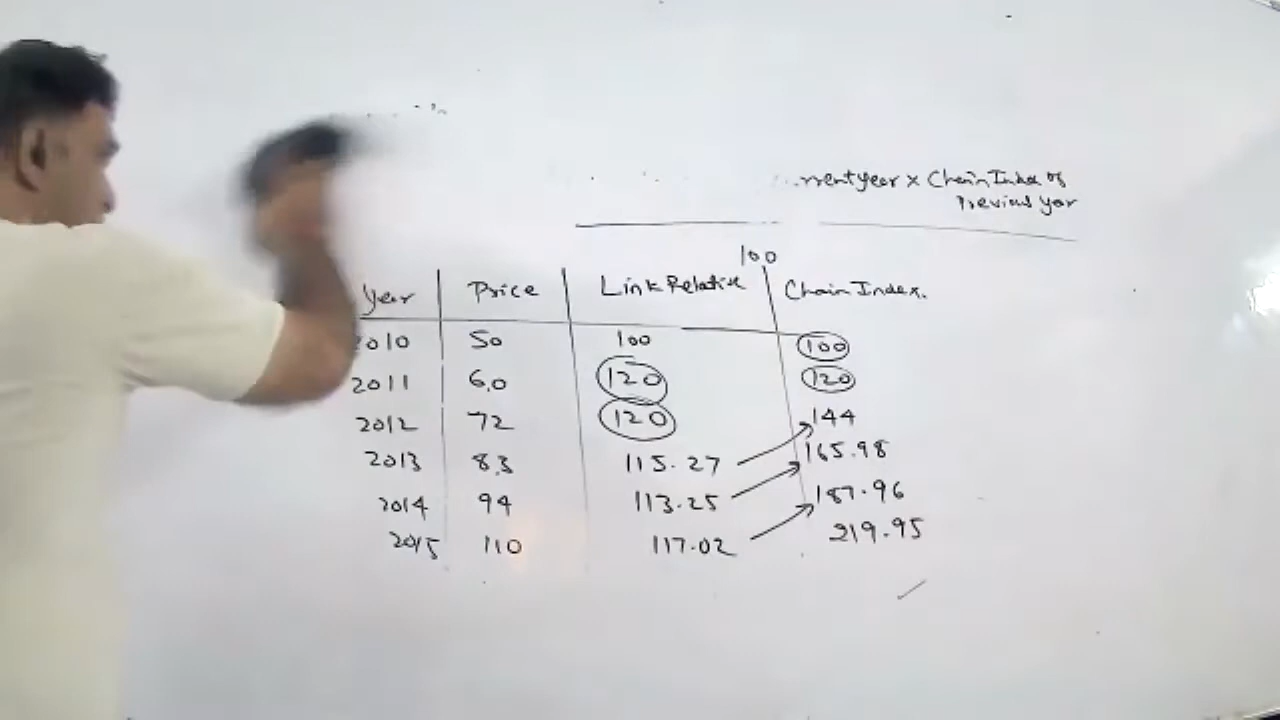 year x Chain Index of
Previous year
100
Year Price Link Relative Chain Index.
2010 50 100 100
2011 60 120 120
2012 72 120 144
2013 83 115.27 165.98
2014 94 113.25 187.96
2015 110 117.02 219.95